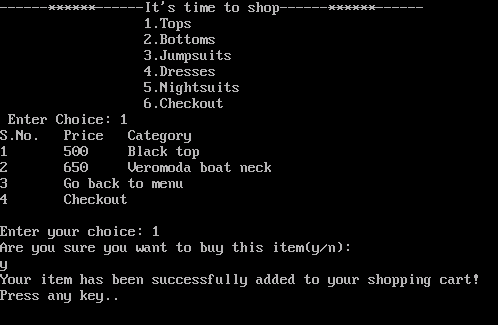 ------******------It's time to shop------******------
1.Tops
2.Bottoms
3.Jumpsuits
4.Dresses
5.Nightsuits
6.Checkout
Enter Choice: 1
S.No. Price Category
1 500 Black top
2 650 Veromoda boat neck
3 Go back to menu
4 Checkout
Enter your choice: 1
Are you sure you want to buy this item(y/n):
y
Your item has been successfully added to your shopping cart!
Press any key..